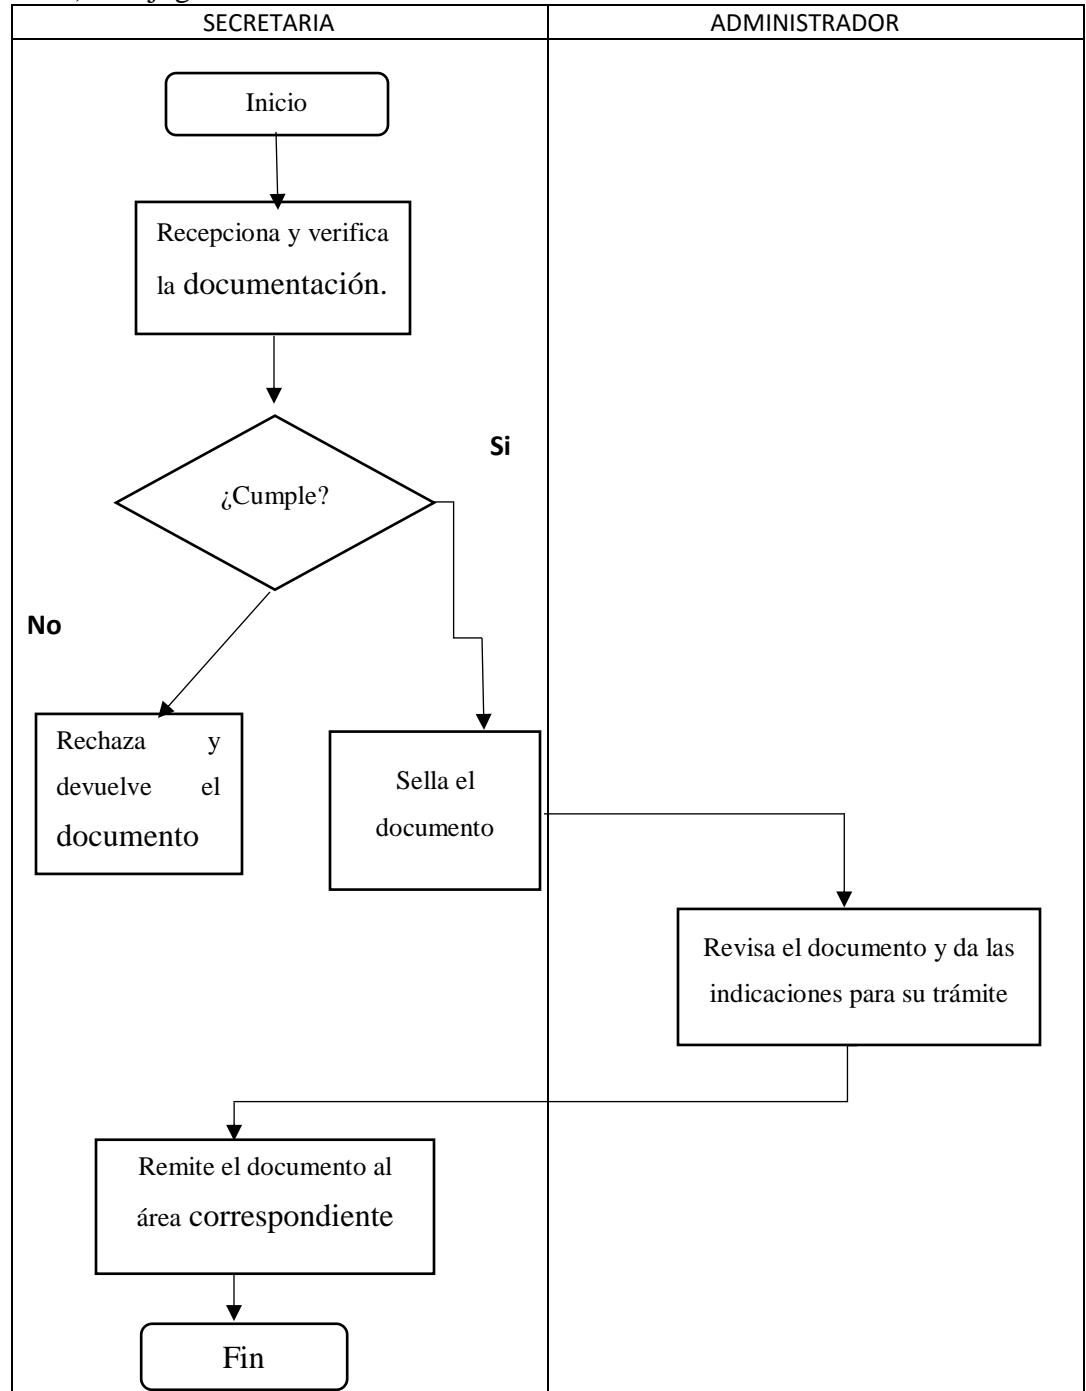 SECRETARIA
ADMINISTRADOR
Inicio
Recepciona y verifica
la documentación.
¿Cumple?
Si
No
Rechaza y
devuelve el
documento
Sella el
documento
Revisa el documento y da las
indicaciones para su trámite
Remite el documento al
área correspondiente
Fin